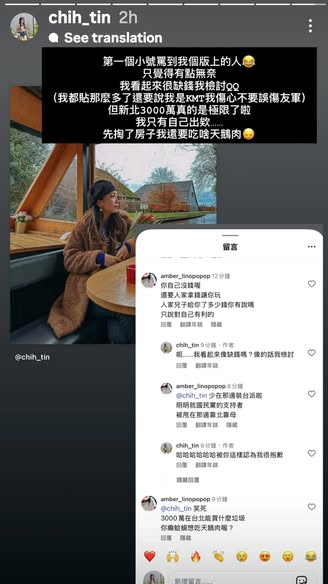 chih_tin 2h
See translation
第一個小號罵到我個版上的人😂
只覺得有點無奈
我看起來很缺錢我檢討QQ
(我都貼那麼多了還要說我是KMT我傷心不要誤傷友軍)
但新北3000萬真的是極限了啦
我只有自己出欸……
先掏了房子我還要吃啥天鵝肉😔
@chih_tin
留言
amber_linopopop 12分鐘
你自己沒錢喔
還要人家拿錢讓你玩
人家兒子給你了多少錢你有說嗎
只說對自己有利的
回覆 翻譯年糕 隱藏
chih_tin 9分鐘・作者
呃……我看起來像缺錢嗎？像的話我檢討
回覆 翻譯年糕
amber_linopopop 8分鐘
@chih_tin 少在那邊裝台派啦
明明就國民黨的支持者
被甩在那邊靠北靠母
回覆 翻譯年糕 隱藏
chih_tin 6分鐘・作者
哈哈哈哈哈哈被你這樣認為我很抱歉
回覆 翻譯年糕
隱藏回覆
amber_linopopop 9分鐘
@chih_tin 笑死
3000 萬在台北能買什麼垃圾
你癩蛤蟆想吃天鵝肉喔？
❤️ 🙌 🔥 👏 😢 😍 😮 😂
新增留言……